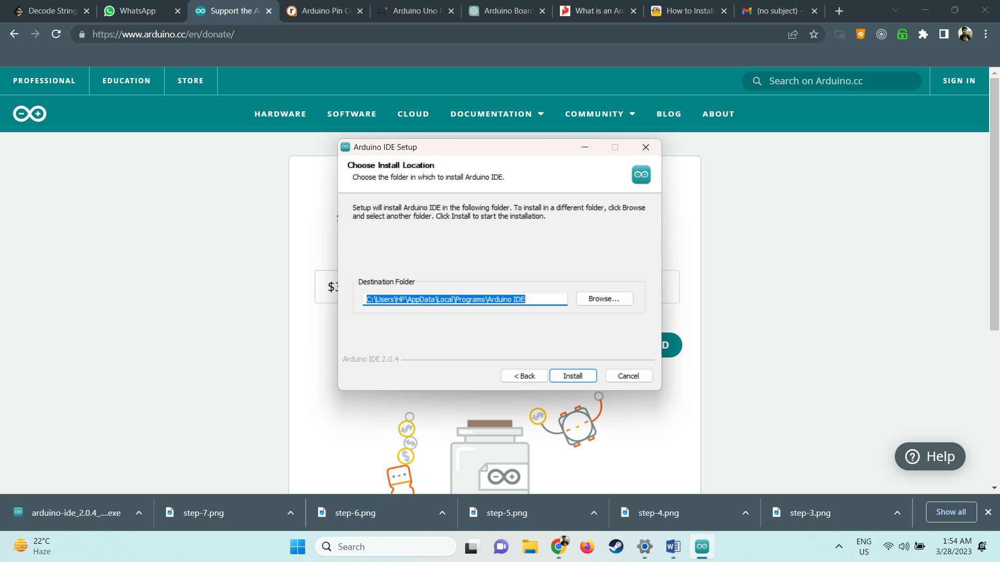 Decode String
WhatsApp
Support the A
Arduino Pin C
Arduino Uno
Arduino Board
What is an Ard
How to Install
(no subject) -
https://www.arduino.cc/en/donate/
PROFESSIONAL
EDUCATION
STORE
Search on Arduino.cc
SIGN IN
HARDWARE
SOFTWARE
CLOUD
DOCUMENTATION
COMMUNITY
BLOG
ABOUT
Arduino IDE Setup
Choose Install Location
Choose the folder in which to install Arduino IDE.
Setup will install Arduino IDE in the following folder. To install in a different folder, click Browse
and select another folder. Click Install to start the installation.
$3
Destination Folder
C:\Users\HP\AppData\Local\Programs\Arduino IDE
Browse...
D
Arduino IDE 2.0.4
< Back
Install
Cancel
Help
arduino-ide_2.0.4_....exe
step-7.png
step-6.png
step-5.png
step-4.png
step-3.png
Show all
22°C
Haze
Search
ENG
US
1:54 AM
3/28/2023